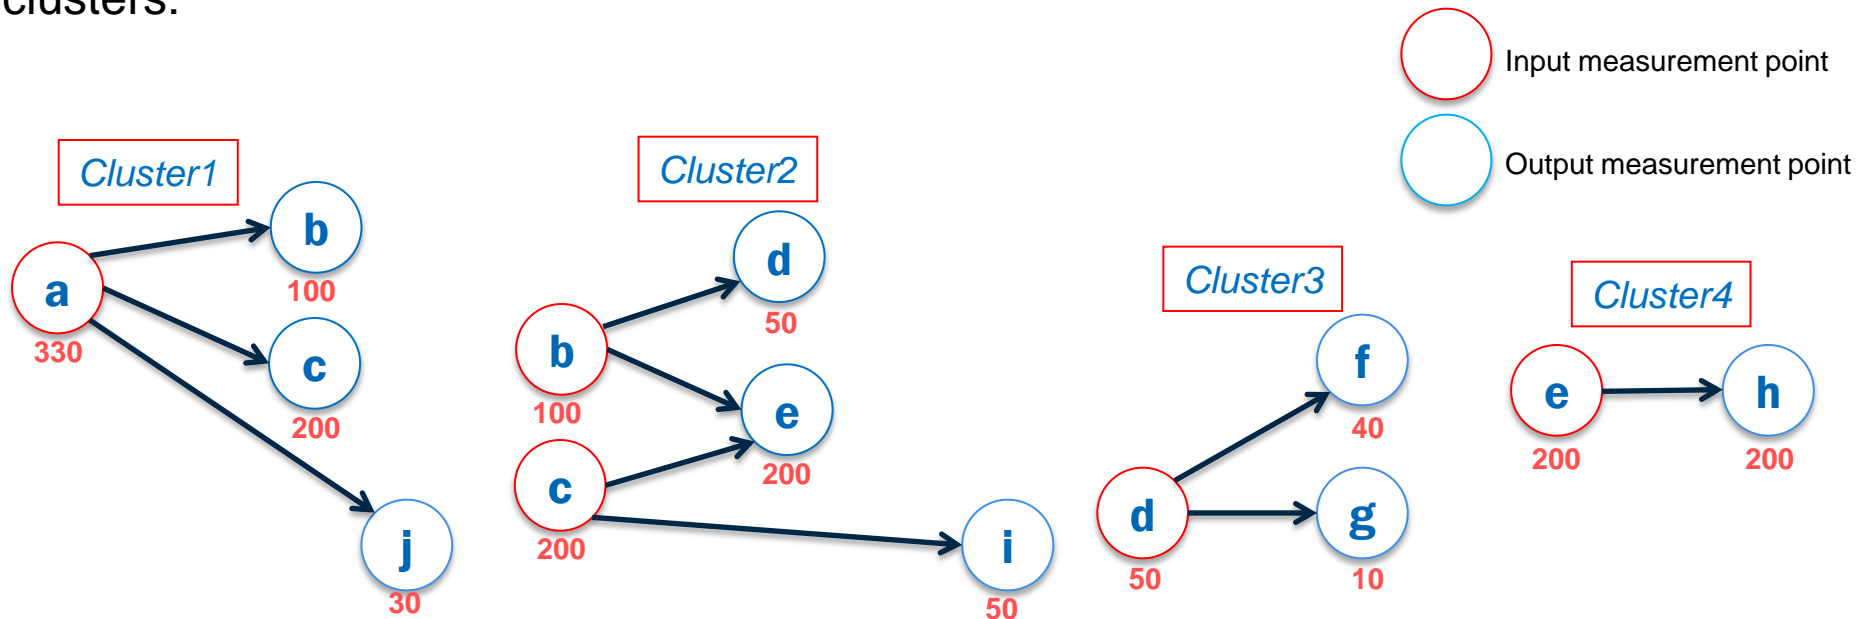 clusters:
Input measurement point
Output measurement point
Cluster1
a
330
b
100
c
200
j
30
Cluster2
b
100
c
200
d
50
e
200
i
50
Cluster3
d
50
f
40
g
10
Cluster4
e
200
h
200